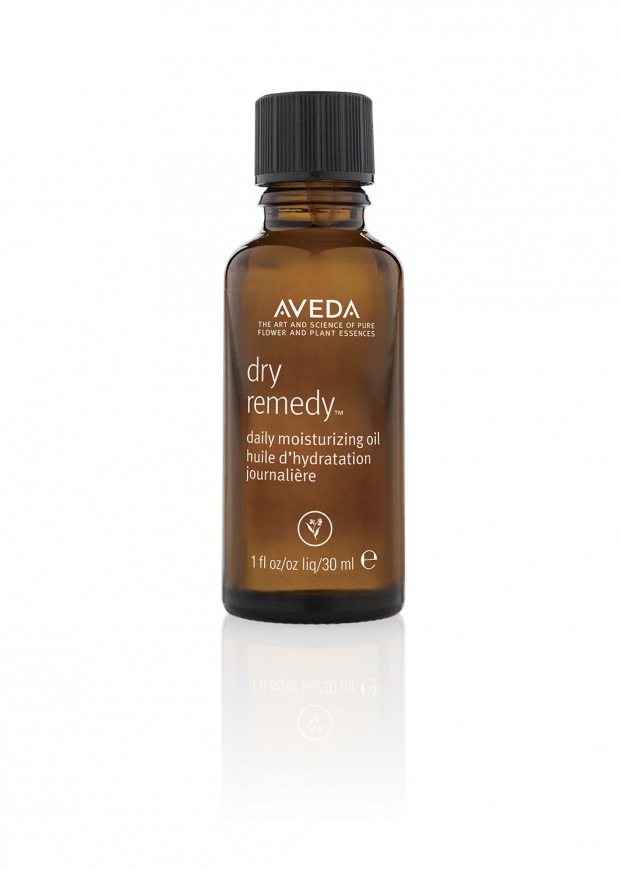 AVEDA
THE ART AND SCIENCE OF PURE
FLOWER AND PLANT ESSENCES
dry
remedy™
daily moisturizing oil
huile d'hydratation
journalière
1 fl oz/oz liq/30 ml ℮